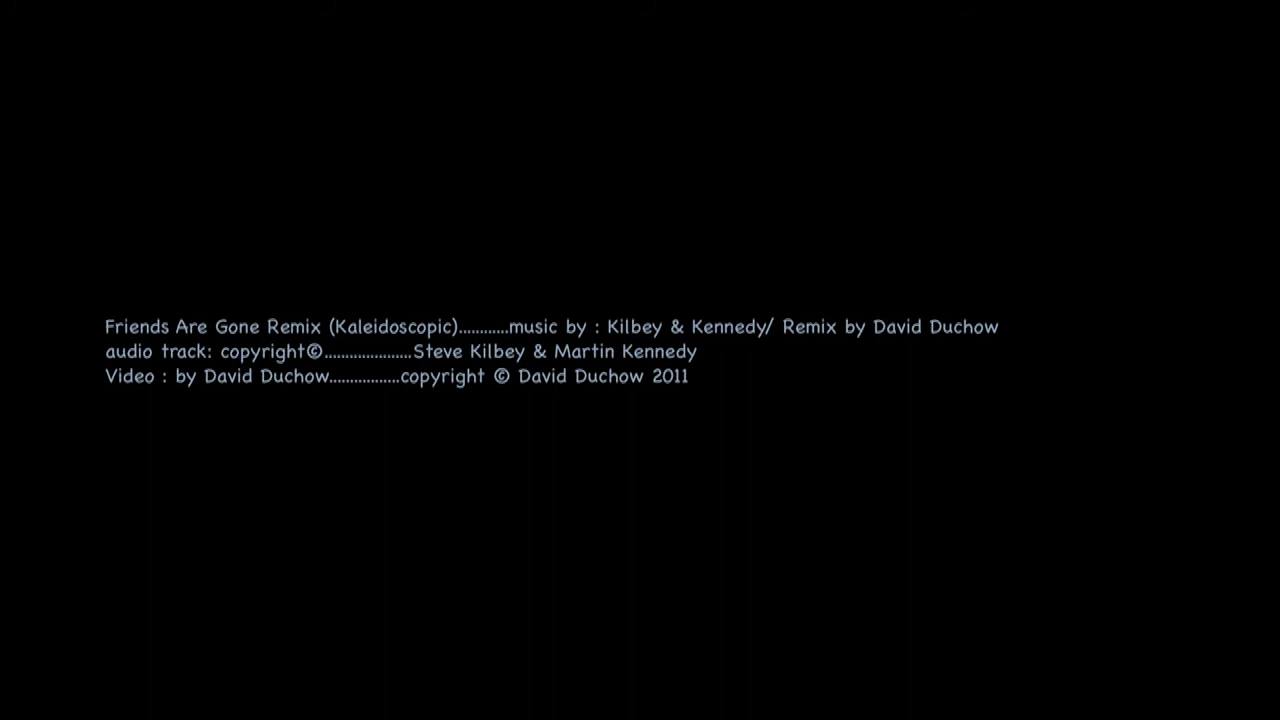 Friends Are Gone Remix (Kaleidoscopic)............music by : Kilbey & Kennedy/ Remix by David Duchow
audio track: copyright©.....................Steve Kilbey & Martin Kennedy
Video : by David Duchow.................copyright © David Duchow 2011